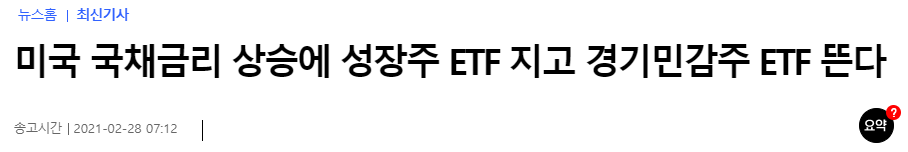 뉴스홈 | 최신기사
미국 국채금리 상승에 성장주 ETF 지고 경기민감주 ETF 뜬다
송고시간 | 2021-02-28 07:12
요약 ?